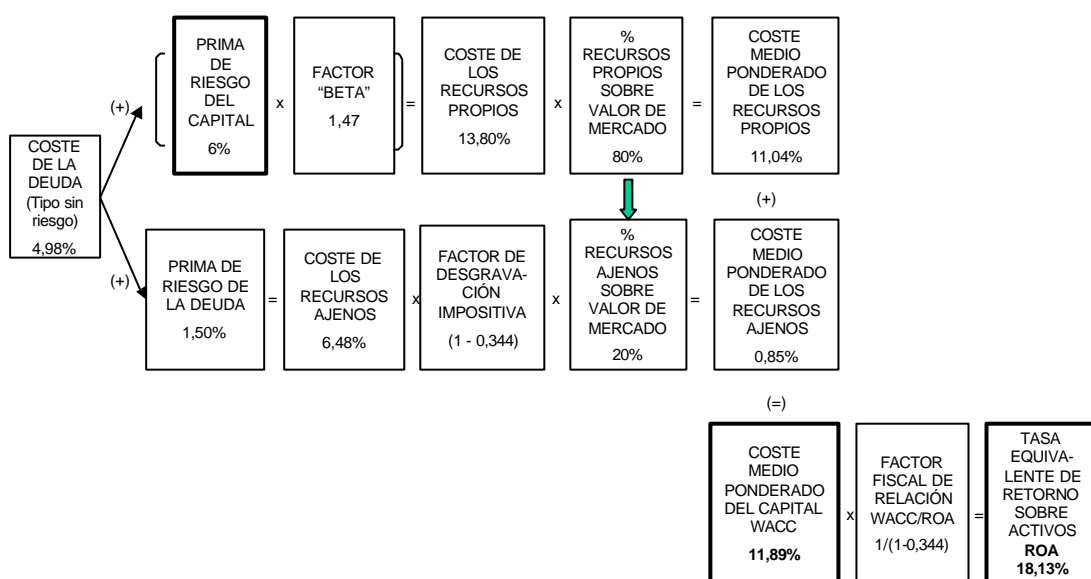 COSTE
DE LA
DEUDA
(Tipo sin
riesgo)
4,98%
(+)
PRIMA
DE
RIESGO
DEL
CAPITAL
6%
x
FACTOR
“BETA”
1,47
=
COSTE DE
LOS
RECURSOS
PROPIOS
13,80%
x
%
RECURSOS
PROPIOS
SOBRE
VALOR DE
MERCADO
80%
=
COSTE
MEDIO
PONDERADO
DE LOS
RECURSOS
PROPIOS
11,04%
(+)
(+)
PRIMA DE
RIESGO DE
LA DEUDA
1,50%
=
COSTE DE
LOS
RECURSOS
AJENOS
6,48%
x
FACTOR DE
DESGRAVA-
CIÓN
IMPOSITIVA
(1 - 0,344)
x
%
RECURSOS
AJENOS
SOBRE
VALOR DE
MERCADO
20%
=
COSTE
MEDIO
PONDERADO
DE LOS
RECURSOS
AJENOS
0,85%
(=)
COSTE
MEDIO
PONDERADO
DEL CAPITAL
WACC
11,89%
x
FACTOR
FISCAL DE
RELACIÓN
WACC/ROA
1/(1-0,344)
=
TASA
EQUIVA-
LENTE DE
RETORNO
SOBRE
ACTIVOS
ROA
18,13%